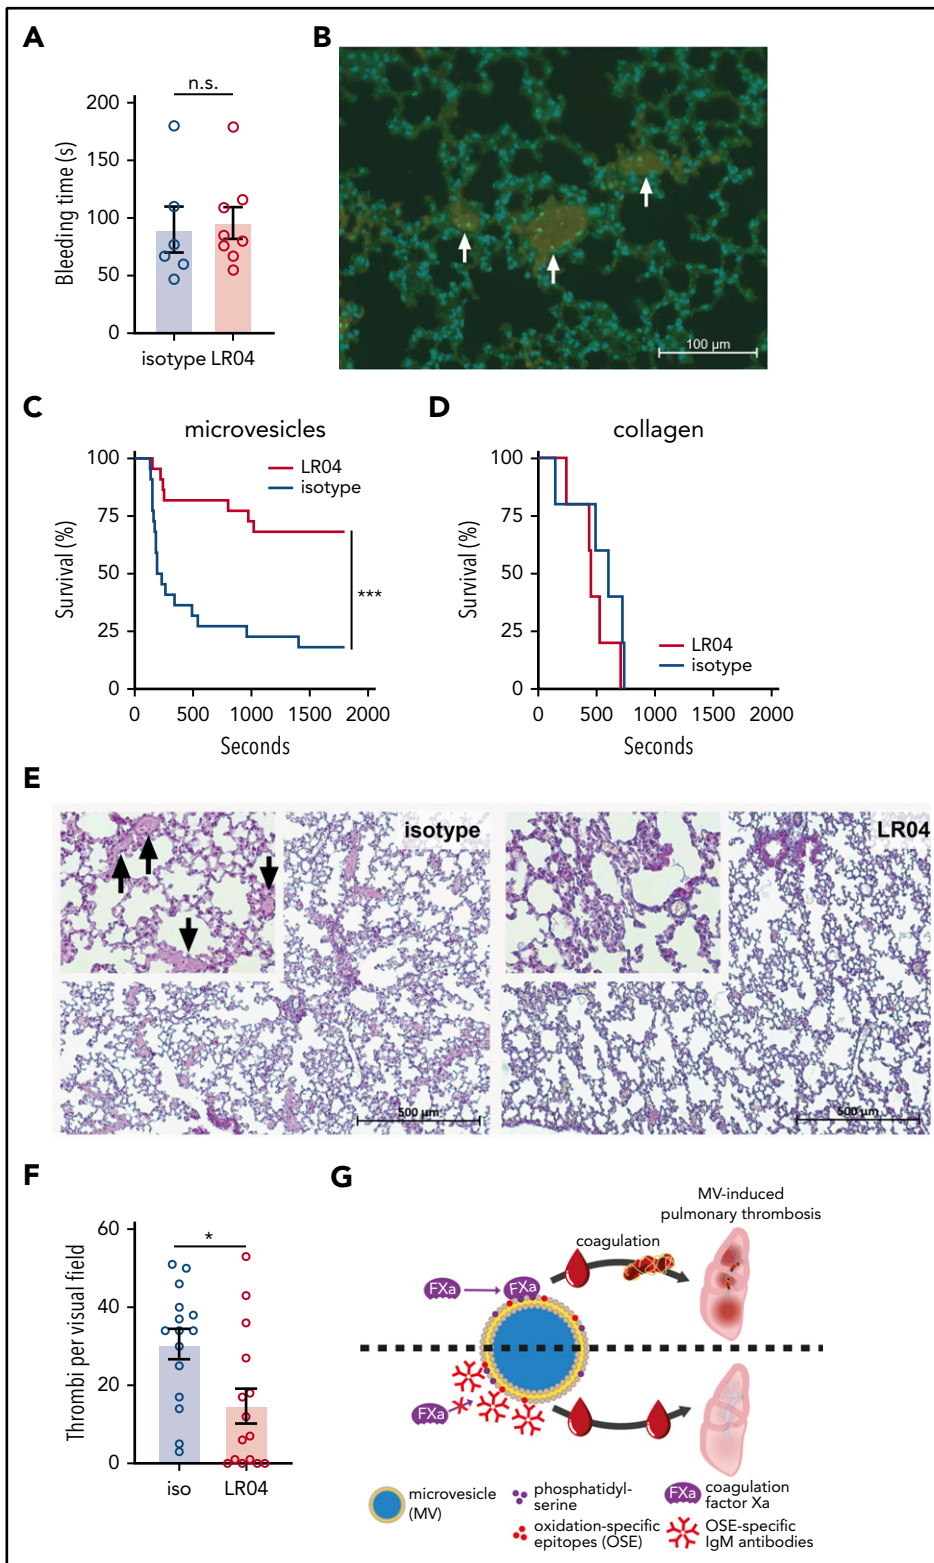 A
n.s.
200
150
100
50
0
Bleeding time (s)
isotype LR04
B
100 µm
C
microvesicles
100
75
50
25
0
Survival (%)
LR04
isotype
***
0 500 1000 1500 2000
Seconds
D
collagen
100
75
50
25
0
Survival (%)
LR04
isotype
0 500 1000 1500 2000
Seconds
E
isotype
500 µm
LR04
500 µm
F
60
40
20
0
Thrombi per visual field
*
iso LR04
G
MV-induced
pulmonary thrombosis
coagulation
FXa
FXa
FXa
microvesicle
(MV)
phosphatidyl-
serine
oxidation-specific
epitopes (OSE)
FXa
coagulation
factor Xa
OSE-specific
IgM antibodies